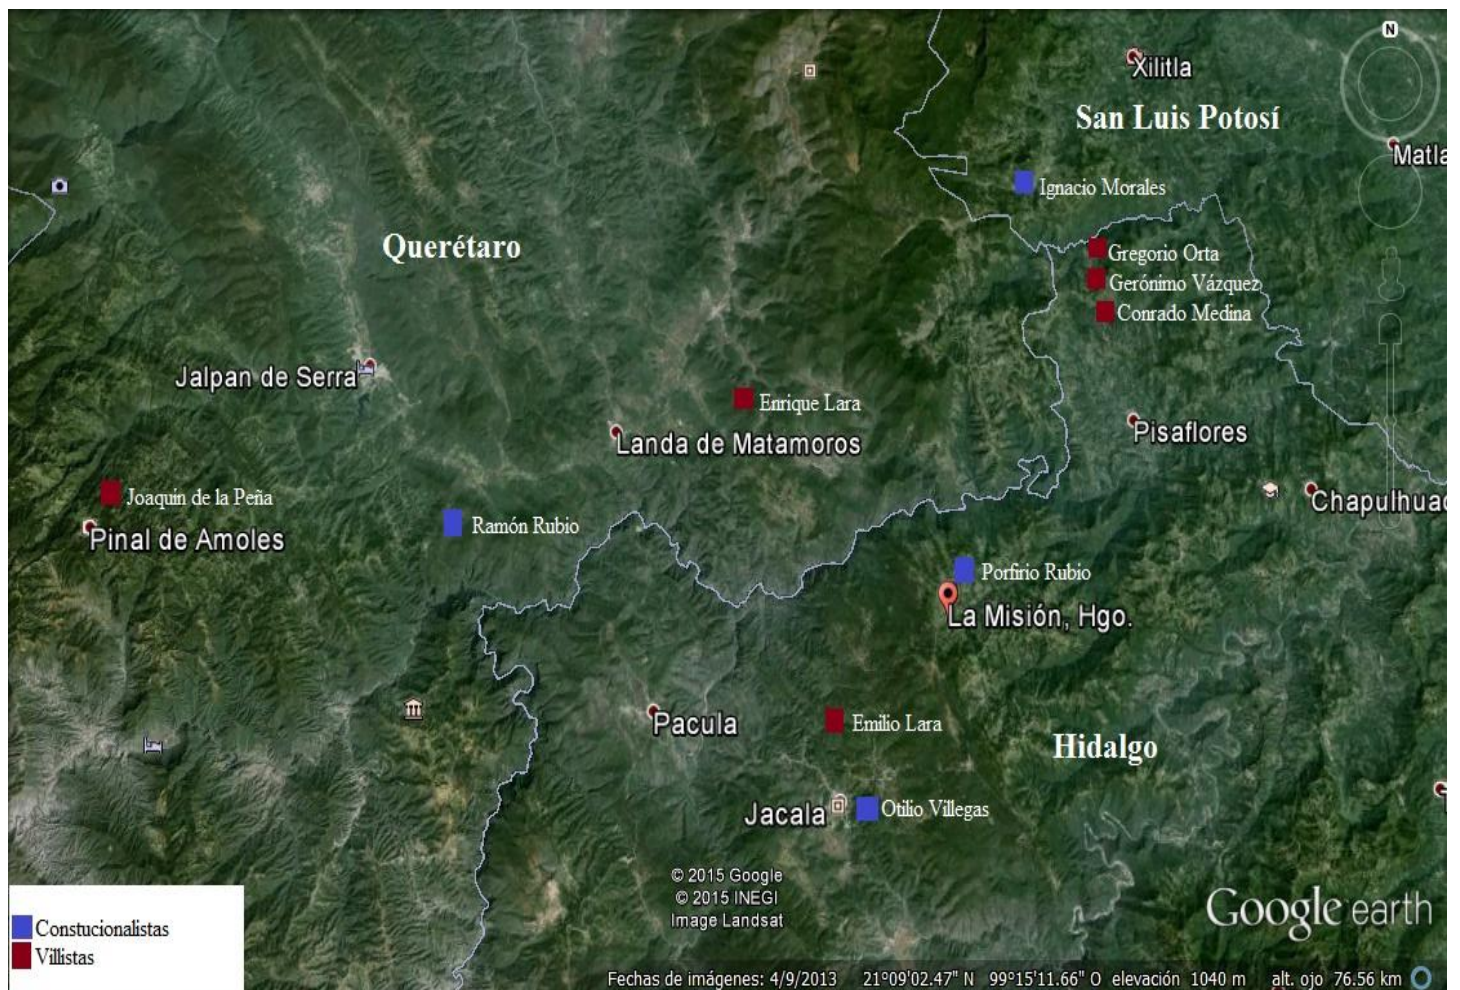 N
Xilitla
San Luis Potosí
Matla
Ignacio Morales
Querétaro
Gregorio Orta
Gerónimo Vázquez
Conrado Medina
Jalpan de Serra
Enrique Lara
Landa de Matamoros
Pisaflores
Joaquin de la Peña
Chapulhuac
Pinal de Amoles
Ramón Rubio
Porfirio Rubio
La Misión, Hgo.
Pacula
Emilio Lara
Hidalgo
Jacala
Otilio Villegas
© 2015 Google
© 2015 INEGI
Image Landsat
Google earth
Constucionalistas
Villistas
Fechas de imágenes: 4/9/2013 21°09'02.47" N 99°15'11.66" O elevación 1040 m alt. ojo 76.56 km